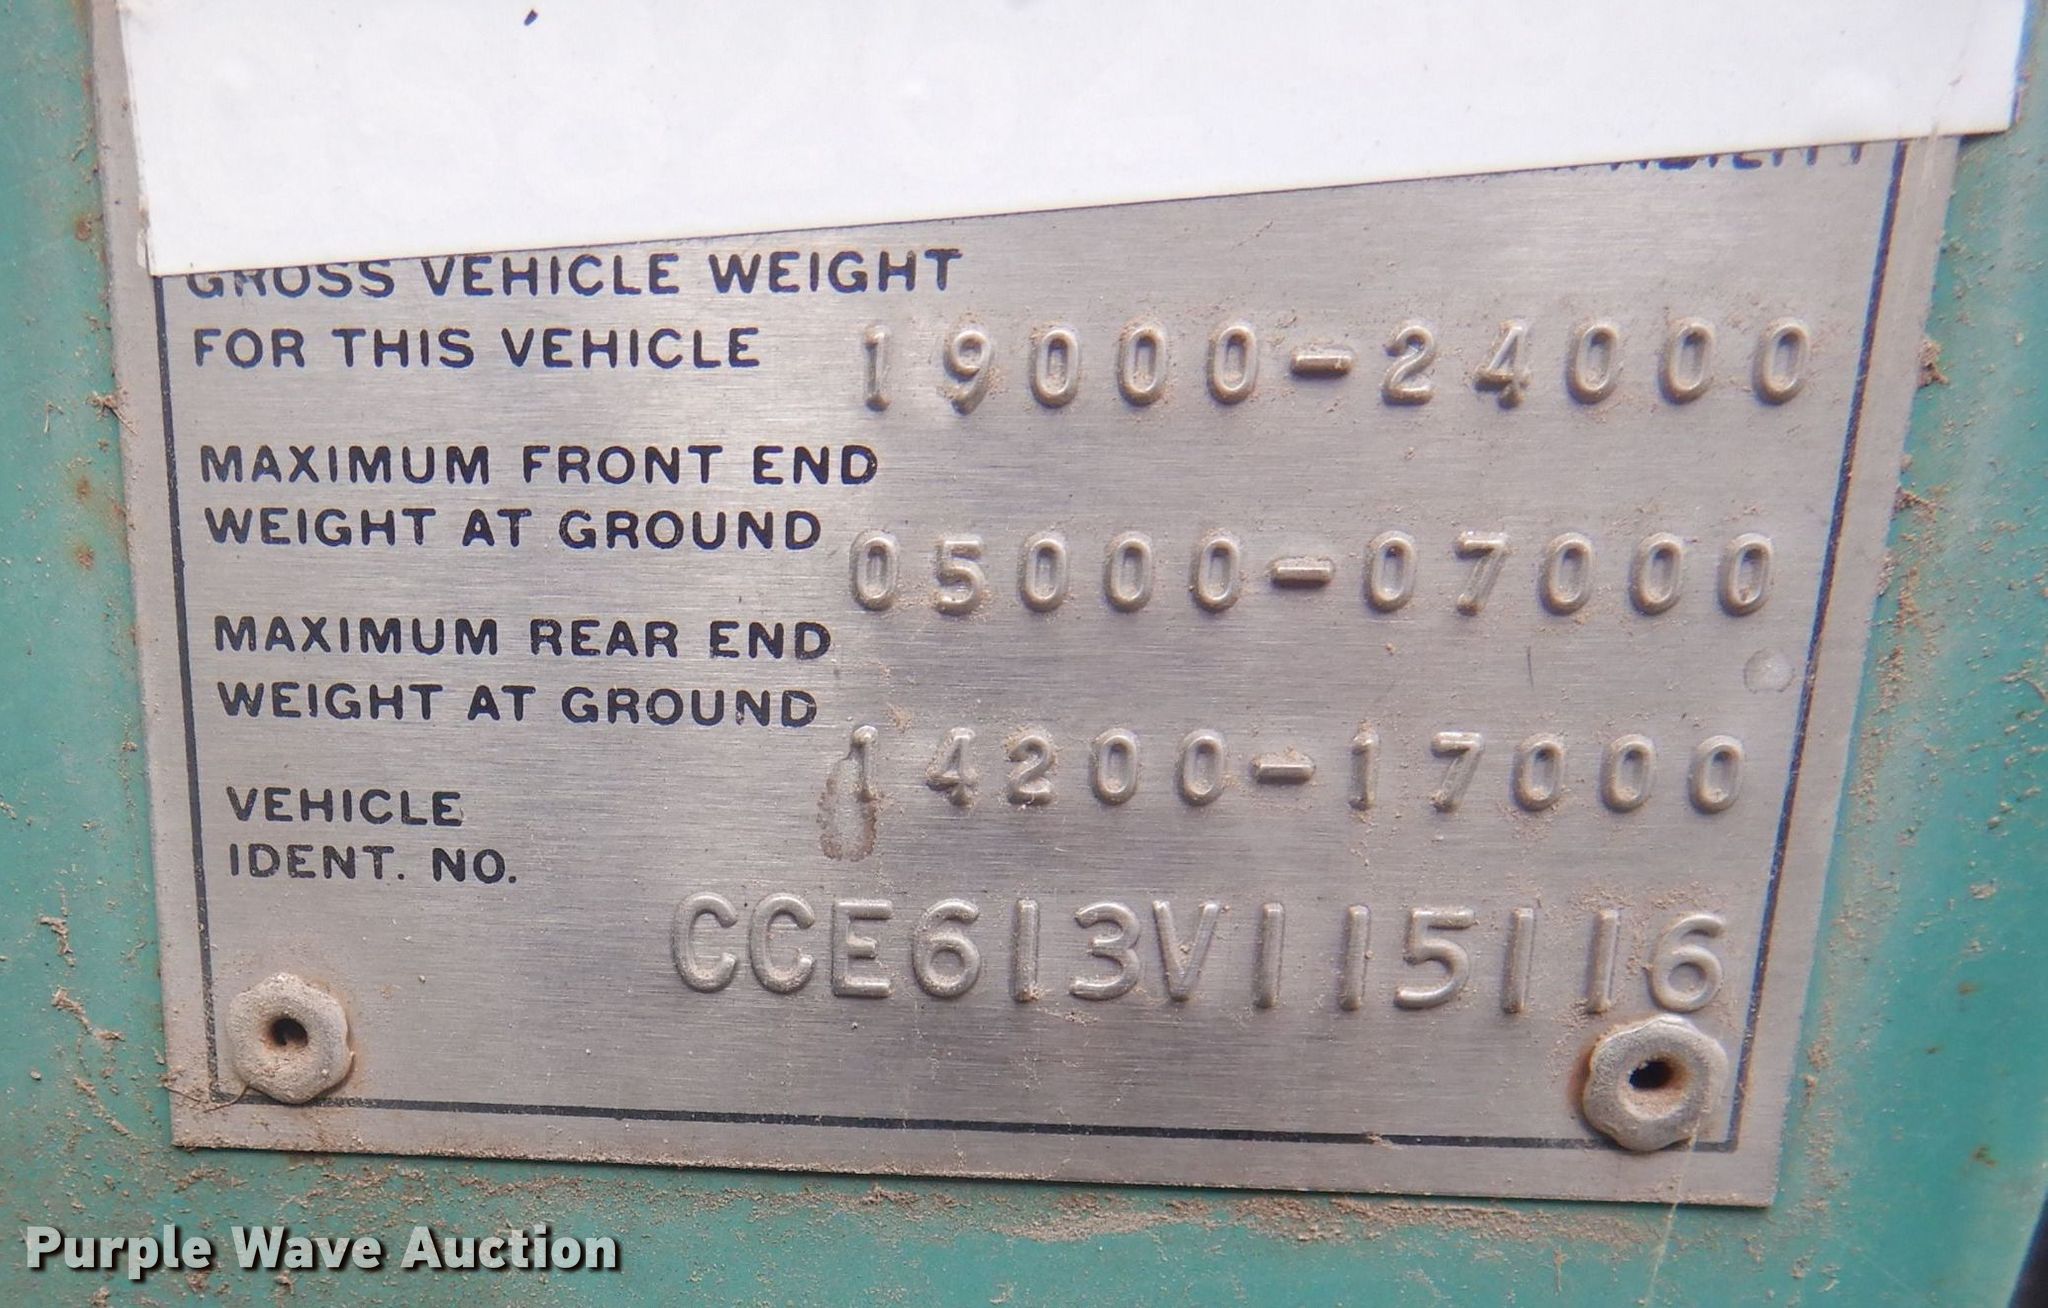 GROSS VEHICLE WEIGHT
FOR THIS VEHICLE 19000-24000
MAXIMUM FRONT END
WEIGHT AT GROUND 05000-07000
MAXIMUM REAR END
WEIGHT AT GROUND 14200-17000
VEHICLE
IDENT. NO.
CCE613V115116
Purple Wave Auction